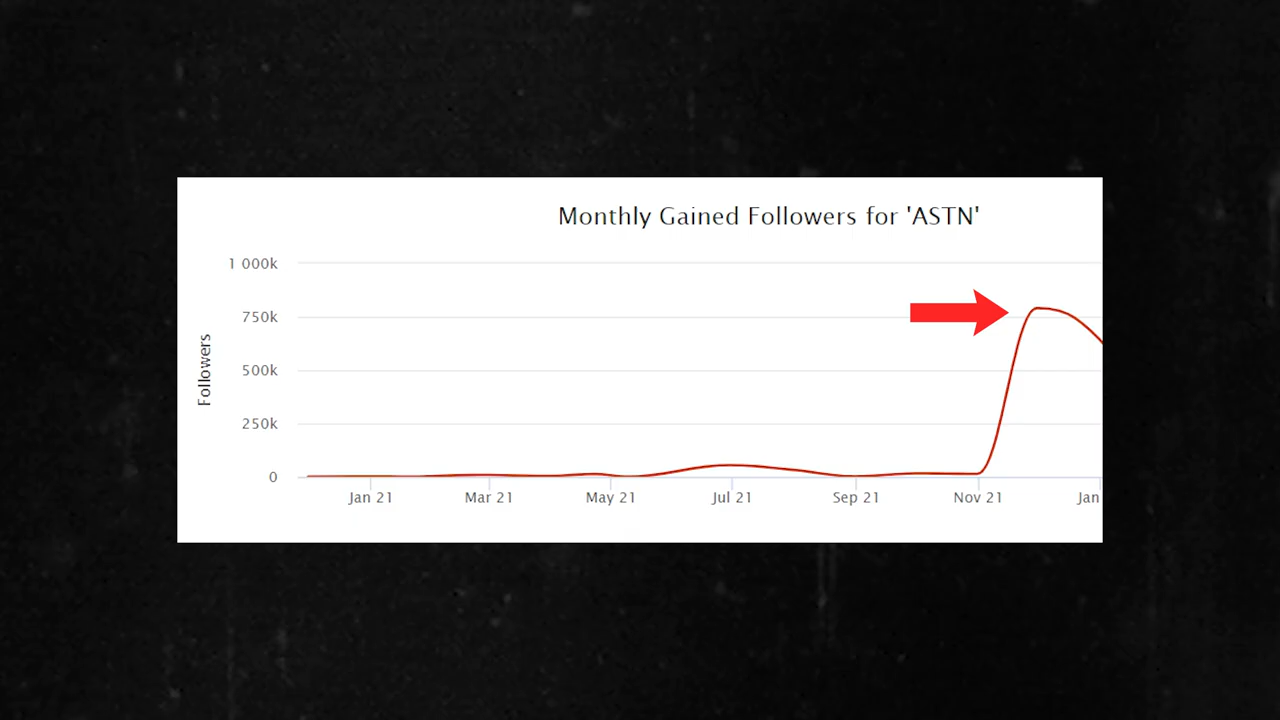 Monthly Gained Followers for 'ASTN'
1 000k
750k
500k
250k
0
Followers
Jan 21
Mar 21
May 21
Jul 21
Sep 21
Nov 21
Jan